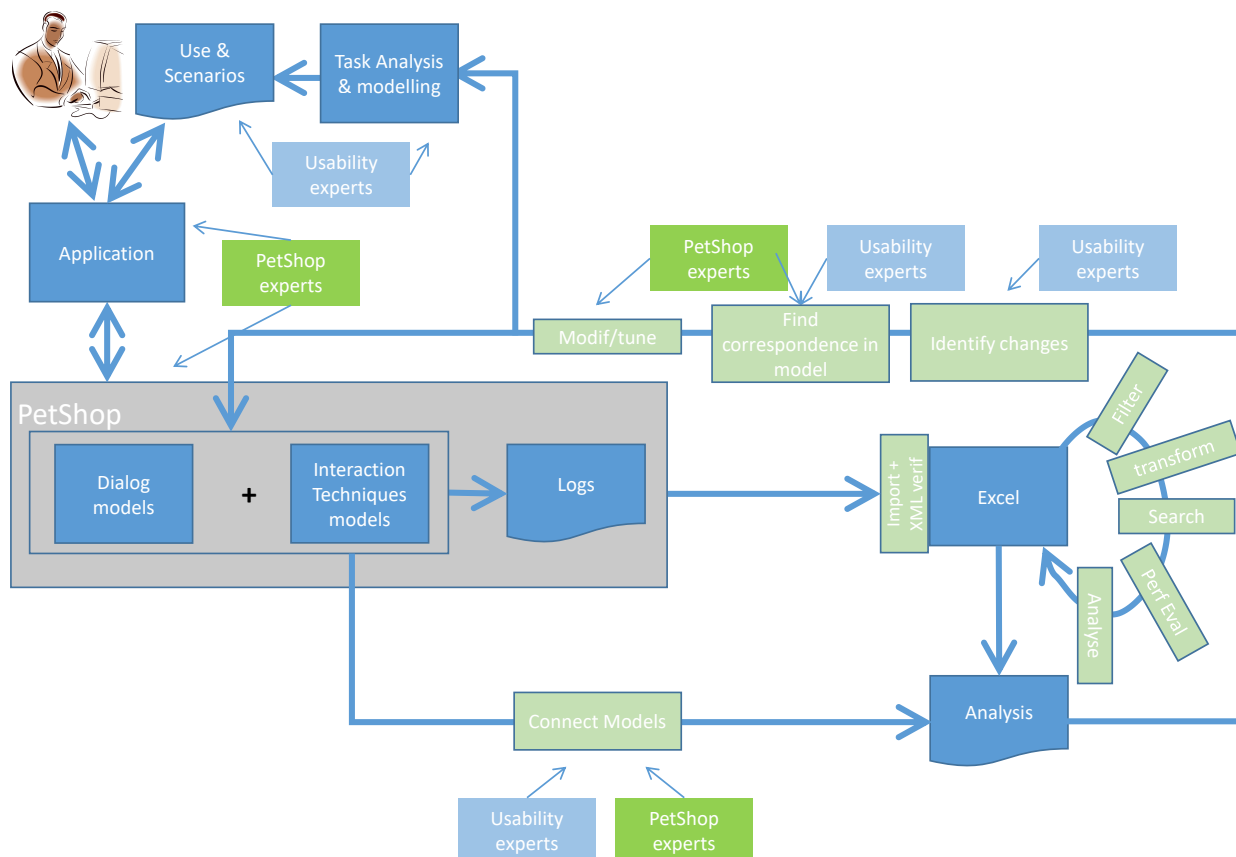 Use &
Scenarios
Task Analysis
& modelling
Usability
experts
Application
PetShop
experts
PetShop
experts
Usability
experts
Usability
experts
Modif/tune
Find
correspondence in
model
Identify changes
PetShop
Dialog
models
+
Interaction
Techniques
models
Logs
Import +
XML verif
Excel
Filter
transform
Search
Perf Eval
Analyse
Connect Models
Analysis
Usability
experts
PetShop
experts